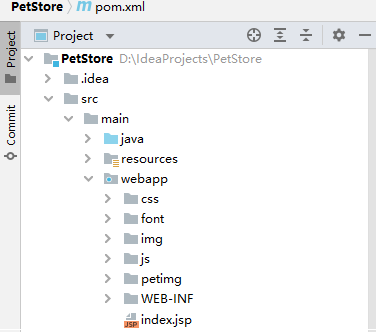 PetStore pom.xml
Project
Commit
Project
PetStore D:\IdeaProjects\PetStore
.idea
src
main
java
resources
webapp
css
font
img
js
petimg
WEB-INF
JSP index.jsp